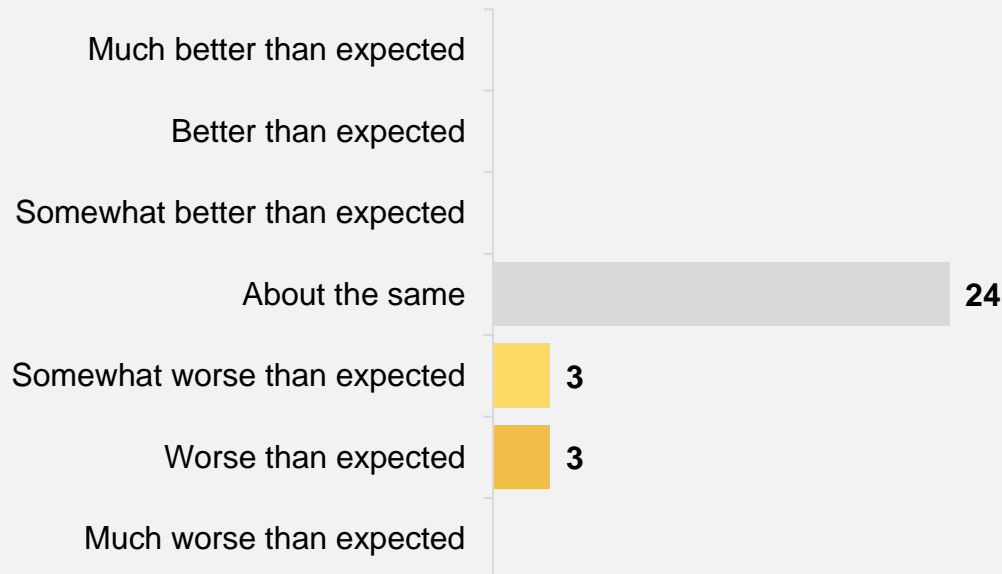 Much better than expected
Better than expected
Somewhat better than expected
About the same 24
Somewhat worse than expected 3
Worse than expected 3
Much worse than expected